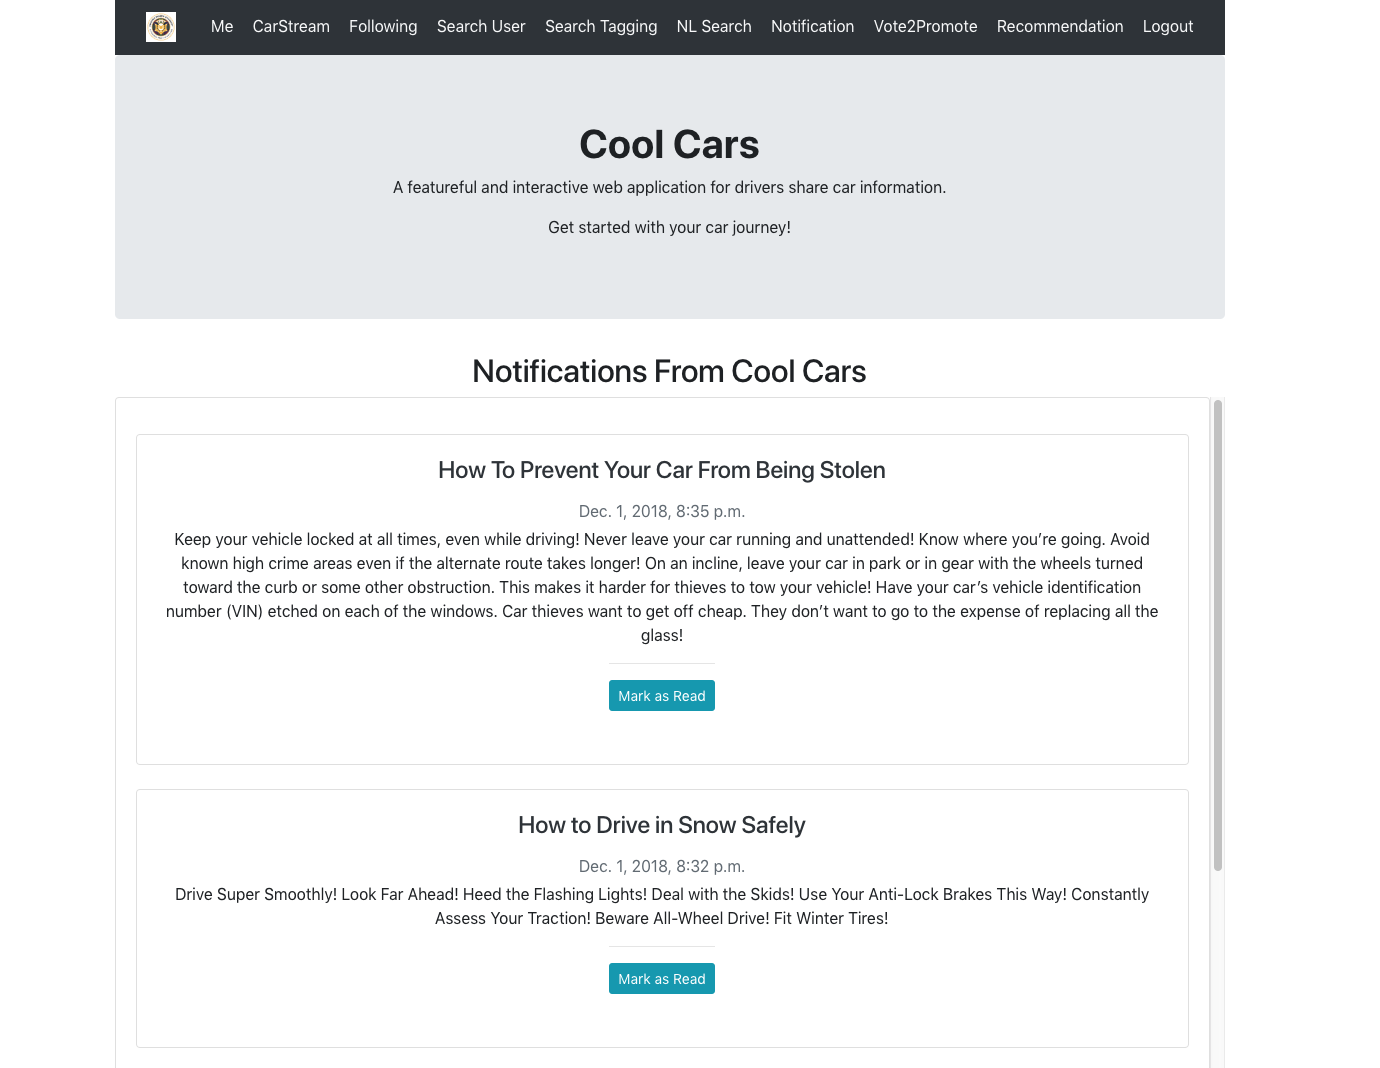 Me CarStream Following Search User Search Tagging NL Search Notification Vote2Promote Recommendation Logout
Cool Cars
A featureful and interactive web application for drivers share car information.
Get started with your car journey!
Notifications From Cool Cars
How To Prevent Your Car From Being Stolen
Dec. 1, 2018, 8:35 p.m.
Keep your vehicle locked at all times, even while driving! Never leave your car running and unattended! Know where you’re going. Avoid
known high crime areas even if the alternate route takes longer! On an incline, leave your car in park or in gear with the wheels turned
toward the curb or some other obstruction. This makes it harder for thieves to tow your vehicle! Have your car’s vehicle identification
number (VIN) etched on each of the windows. Car thieves want to get off cheap. They don’t want to go to the expense of replacing all the
glass!
Mark as Read
How to Drive in Snow Safely
Dec. 1, 2018, 8:32 p.m.
Drive Super Smoothly! Look Far Ahead! Heed the Flashing Lights! Deal with the Skids! Use Your Anti-Lock Brakes This Way! Constantly
Assess Your Traction! Beware All-Wheel Drive! Fit Winter Tires!
Mark as Read